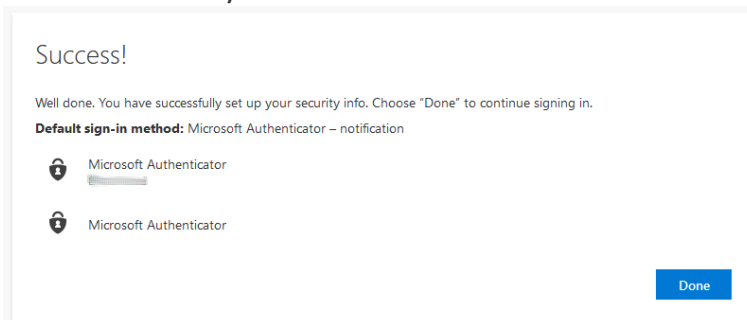 Success!
Well done. You have successfully set up your security info. Choose “Done” to continue signing in.
Default sign-in method: Microsoft Authenticator – notification
Microsoft Authenticator
Microsoft Authenticator
Done